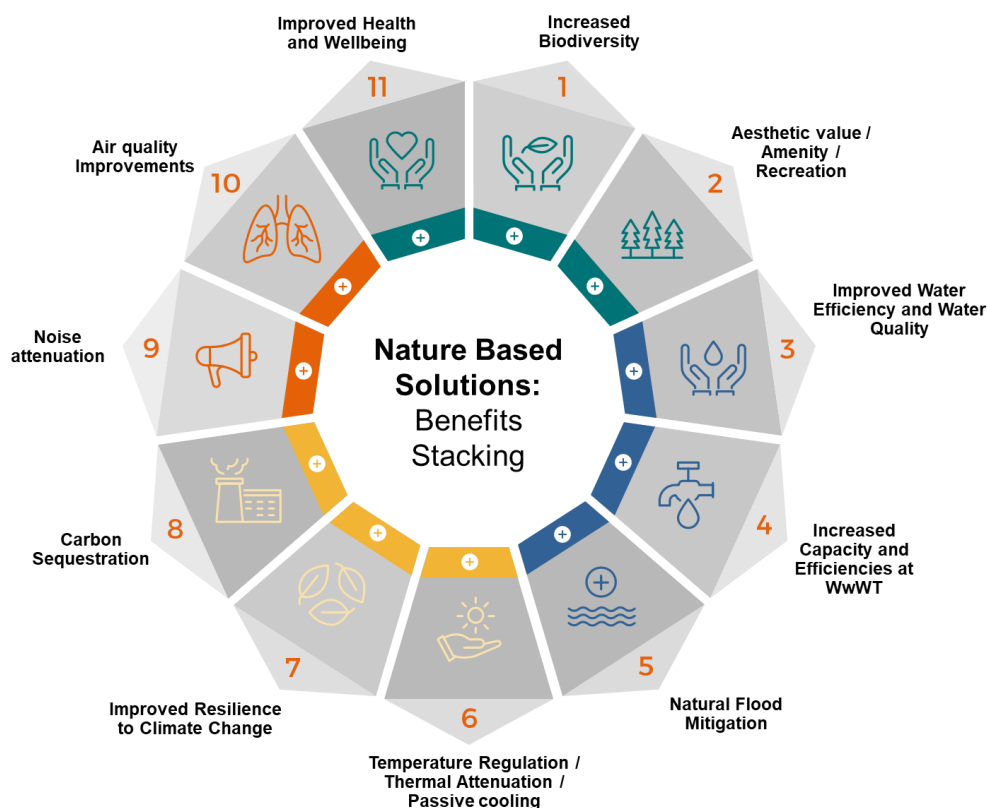 Improved Health
and Wellbeing
11
Increased
Biodiversity
1
Aesthetic value /
Amenity /
Recreation
2
Improved Water
Efficiency and Water
Quality
3
Increased
Capacity and
Efficiencies at
WwWT
4
Natural Flood
Mitigation
5
Temperature Regulation /
Thermal Attenuation /
Passive cooling
6
Improved Resilience
to Climate Change
7
Carbon
Sequestration
8
Noise
attenuation
9
Air quality
Improvements
10
Nature Based
Solutions:
Benefits
Stacking